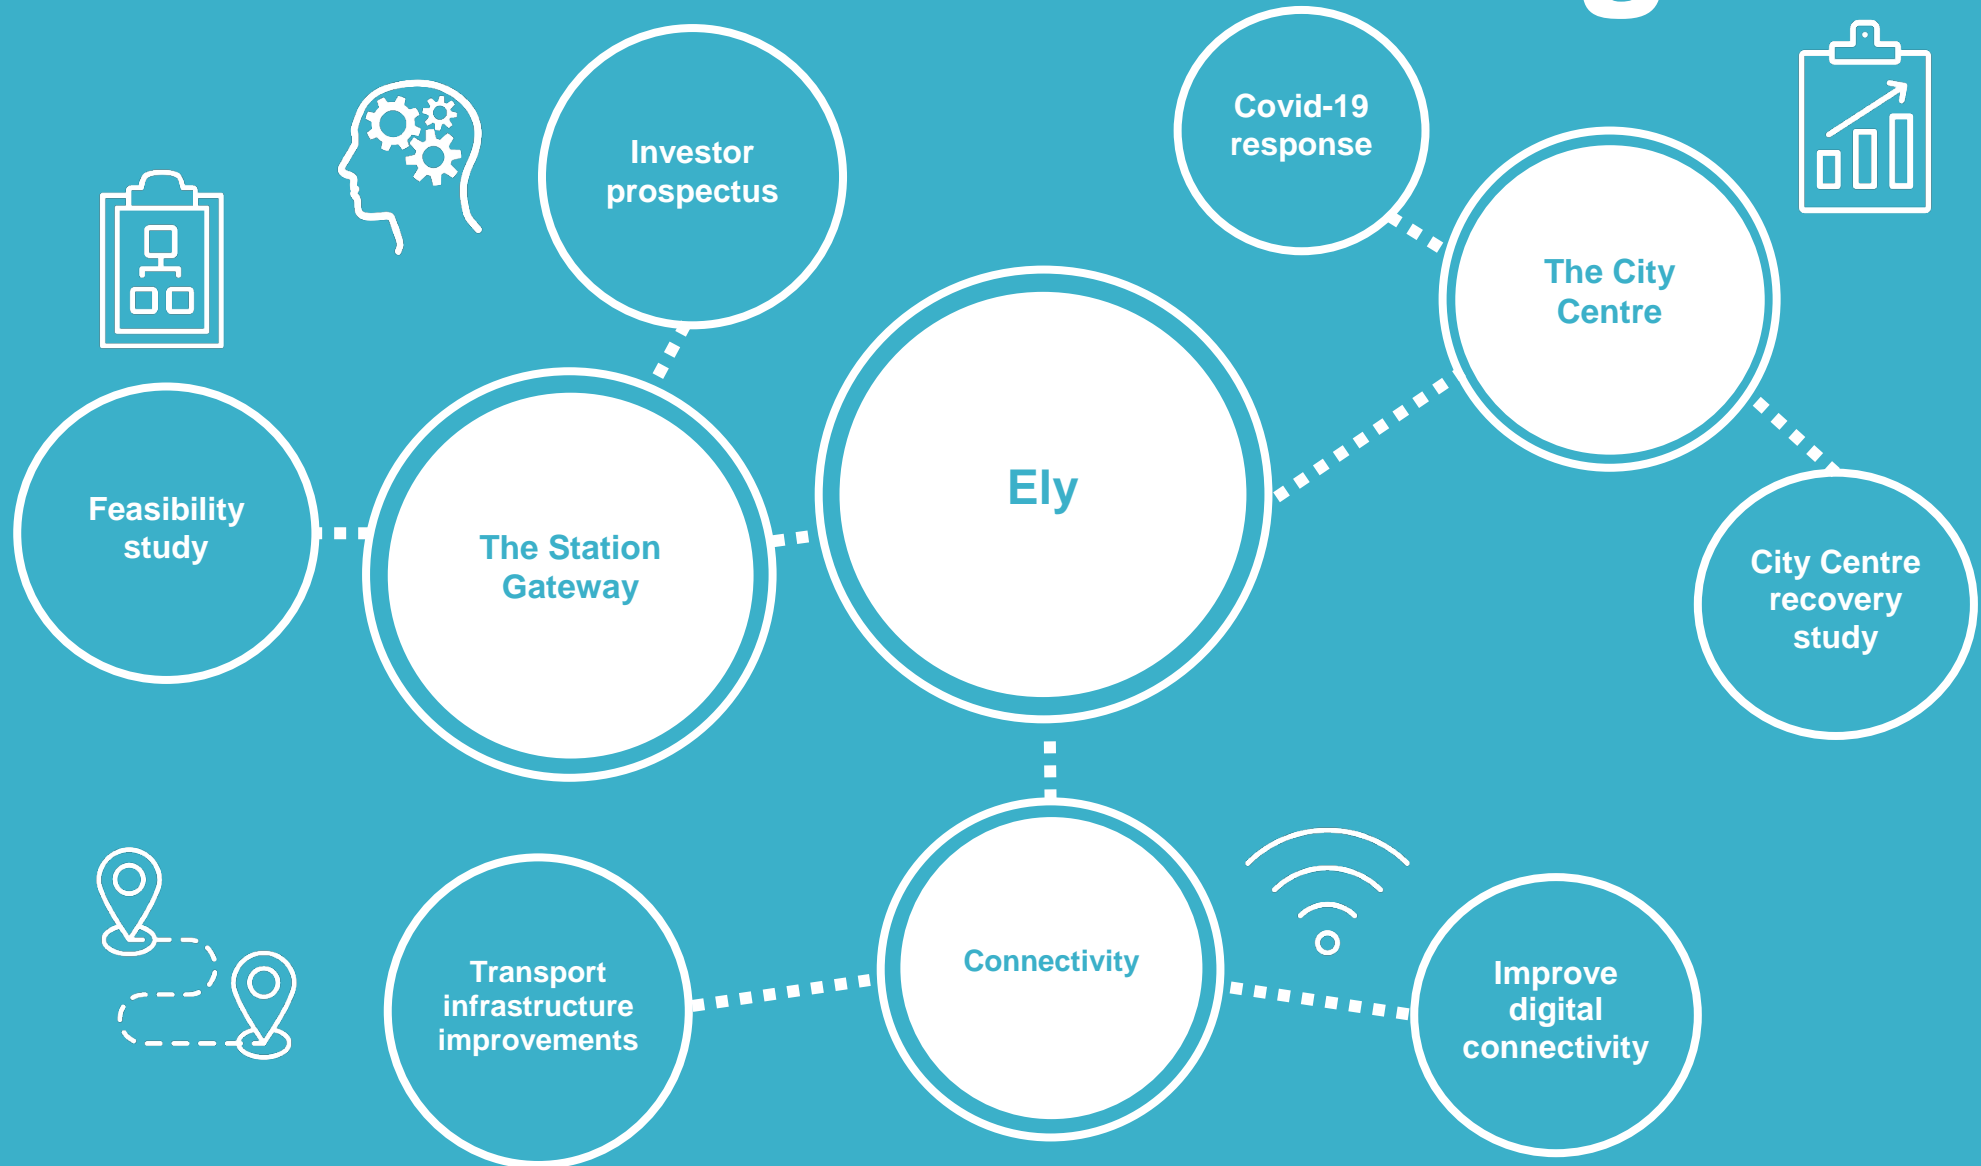 Covid-19
response
Investor
prospectus
The City
Centre
Ely
Feasibility
study
The Station
Gateway
City Centre
recovery
study
Connectivity
Transport
infrastructure
improvements
Improve
digital
connectivity